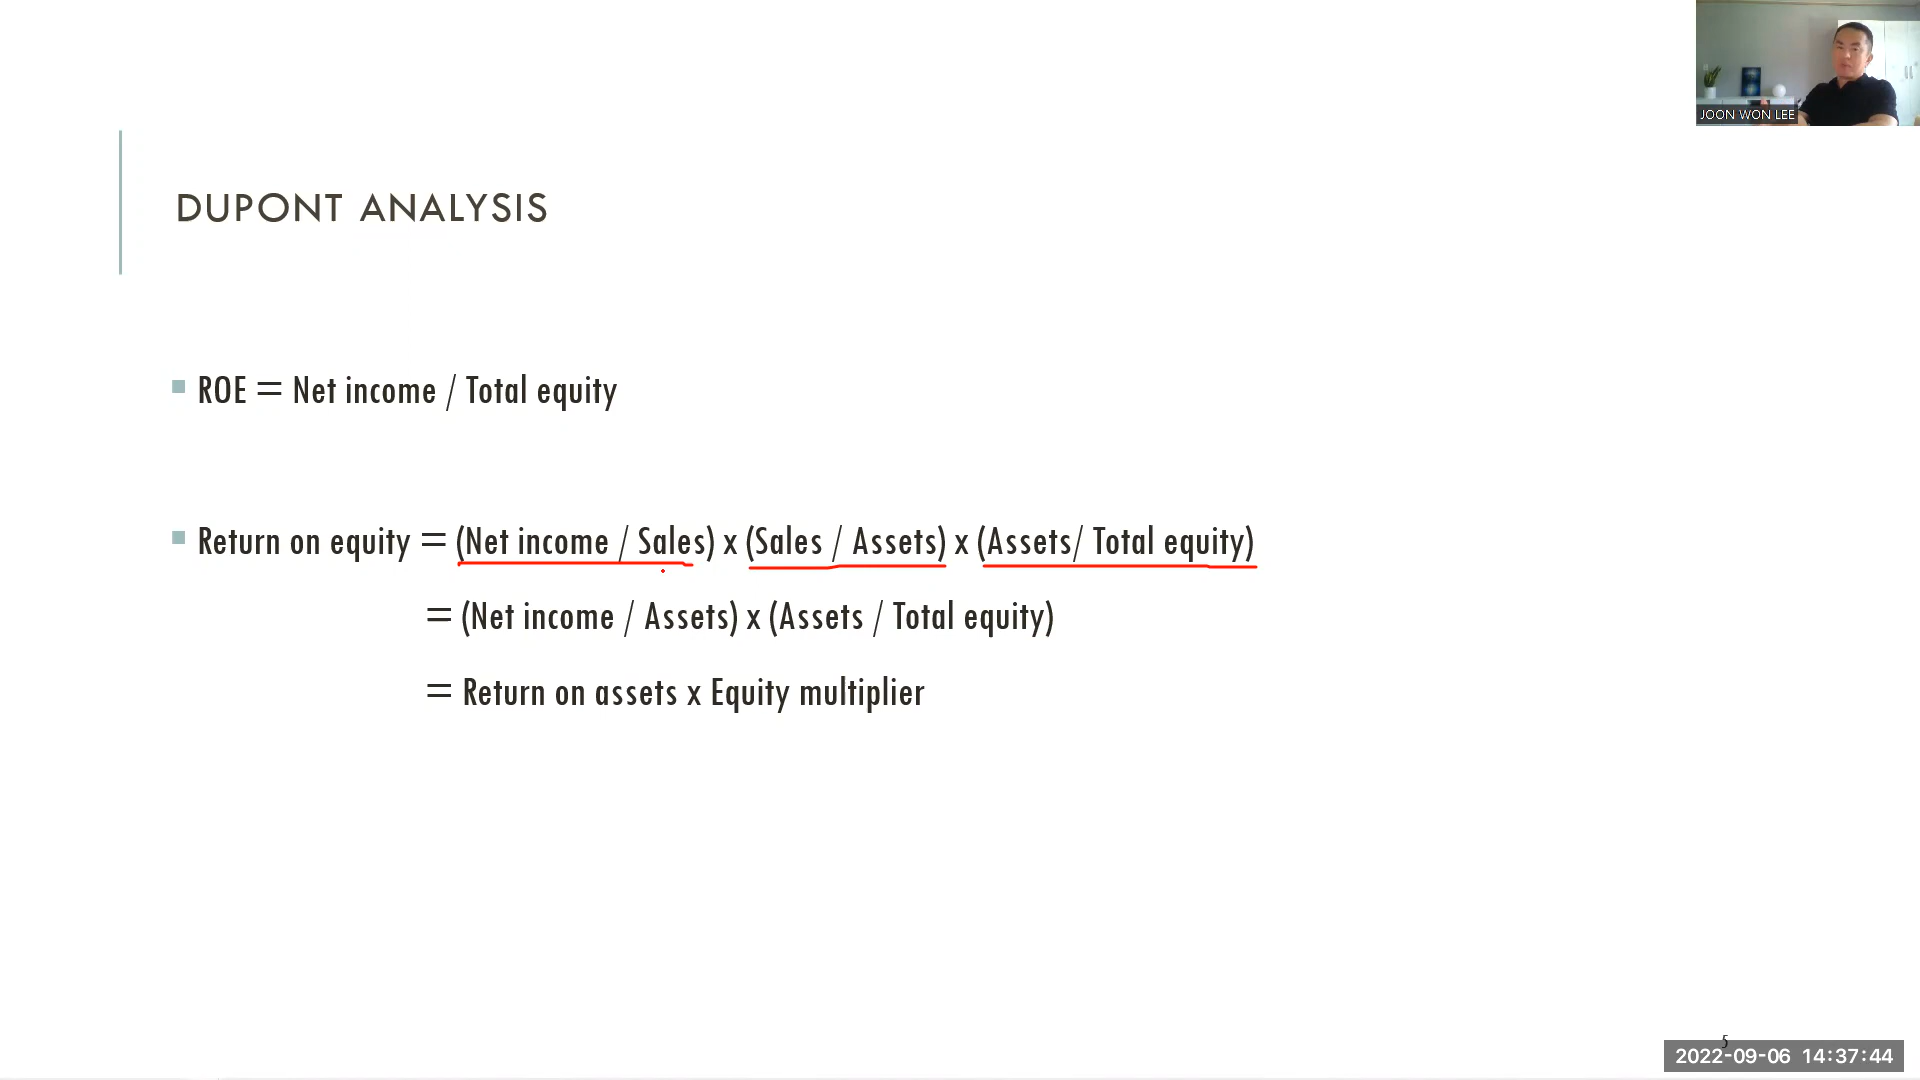 JOON WON LEE
DUPONT ANALYSIS
ROE = Net income / Total equity
Return on equity = (Net income / Sales) x (Sales / Assets) x (Assets/ Total equity)
= (Net income / Assets) x (Assets / Total equity)
= Return on assets x Equity multiplier
5
2022-09-06 14:37:44